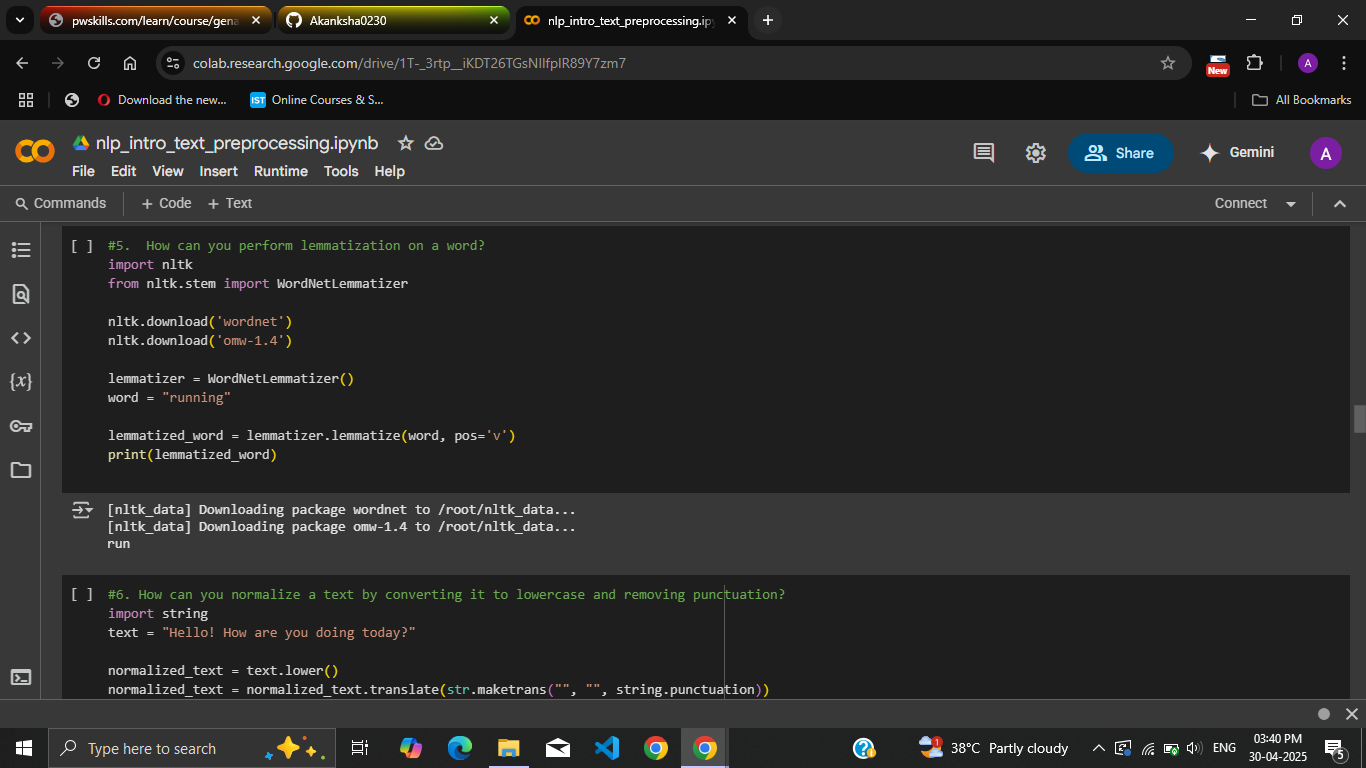 pwskills.com/learn/course/gena
Akanksha0230
nlp_intro_text_preprocessing.ipy
colab.research.google.com/drive/1T-_3rtp__iKDT26TGsNIlfpIR89Y7zm7
New
A
Download the new...
IST
Online Courses & S...
All Bookmarks
nlp_intro_text_preprocessing.ipynb
File Edit View Insert Runtime Tools Help
Share
Gemini
A
Commands + Code + Text
Connect
[ ] #5.  How can you perform lemmatization on a word?
import nltk
from nltk.stem import WordNetLemmatizer
nltk.download('wordnet')
nltk.download('omw-1.4')
lemmatizer = WordNetLemmatizer()
word = "running"
lemmatized_word = lemmatizer.lemmatize(word, pos='v')
print(lemmatized_word)
[nltk_data] Downloading package wordnet to /root/nltk_data...
[nltk_data] Downloading package omw-1.4 to /root/nltk_data...
run
[ ] #6. How can you normalize a text by converting it to lowercase and removing punctuation?
import string
text = "Hello! How are you doing today?"
normalized_text = text.lower()
normalized_text = normalized_text.translate(str.maketrans("", "", string.punctuation))
Type here to search
1
38°C Partly cloudy
ENG
03:40 PM
30-04-2025
5